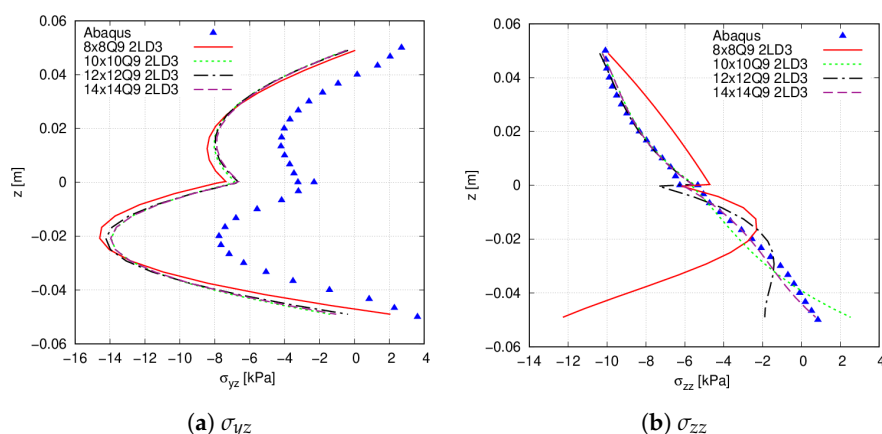 Abaqus
8x8Q9 2LD3
10x10Q9 2LD3
12x12Q9 2LD3
14x14Q9 2LD3
0.06
0.04
0.02
0
−0.02
−0.04
−0.06
z [m]
−16 −14 −12 −10 −8 −6 −4 −2 0 2 4
σyz [kPa]
(a) σyz
Abaqus
8x8Q9 2LD3
10x10Q9 2LD3
12x12Q9 2LD3
14x14Q9 2LD3
0.06
0.04
0.02
0
−0.02
−0.04
−0.06
z [m]
−14 −12 −10 −8 −6 −4 −2 0 2 4
σzz [kPa]
(b) σzz